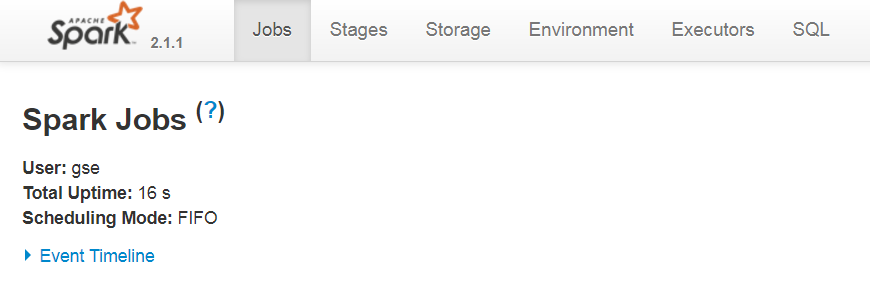 APACHE
Spark 2.1.1 Jobs Stages Storage Environment Executors SQL
Spark Jobs (?)
User: gse
Total Uptime: 16 s
Scheduling Mode: FIFO
Event Timeline